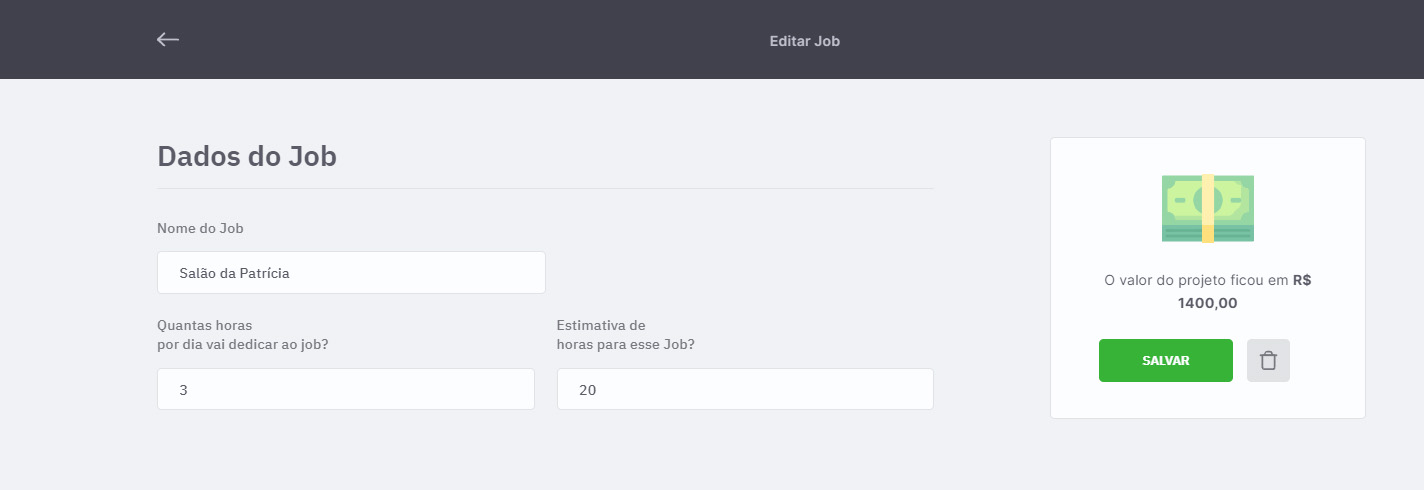 Editar Job
Dados do Job
Nome do Job
Salão da Patrícia
Quantas horas
por dia vai dedicar ao job?
3
Estimativa de
horas para esse Job?
20
O valor do projeto ficou em R$
1400,00
SALVAR